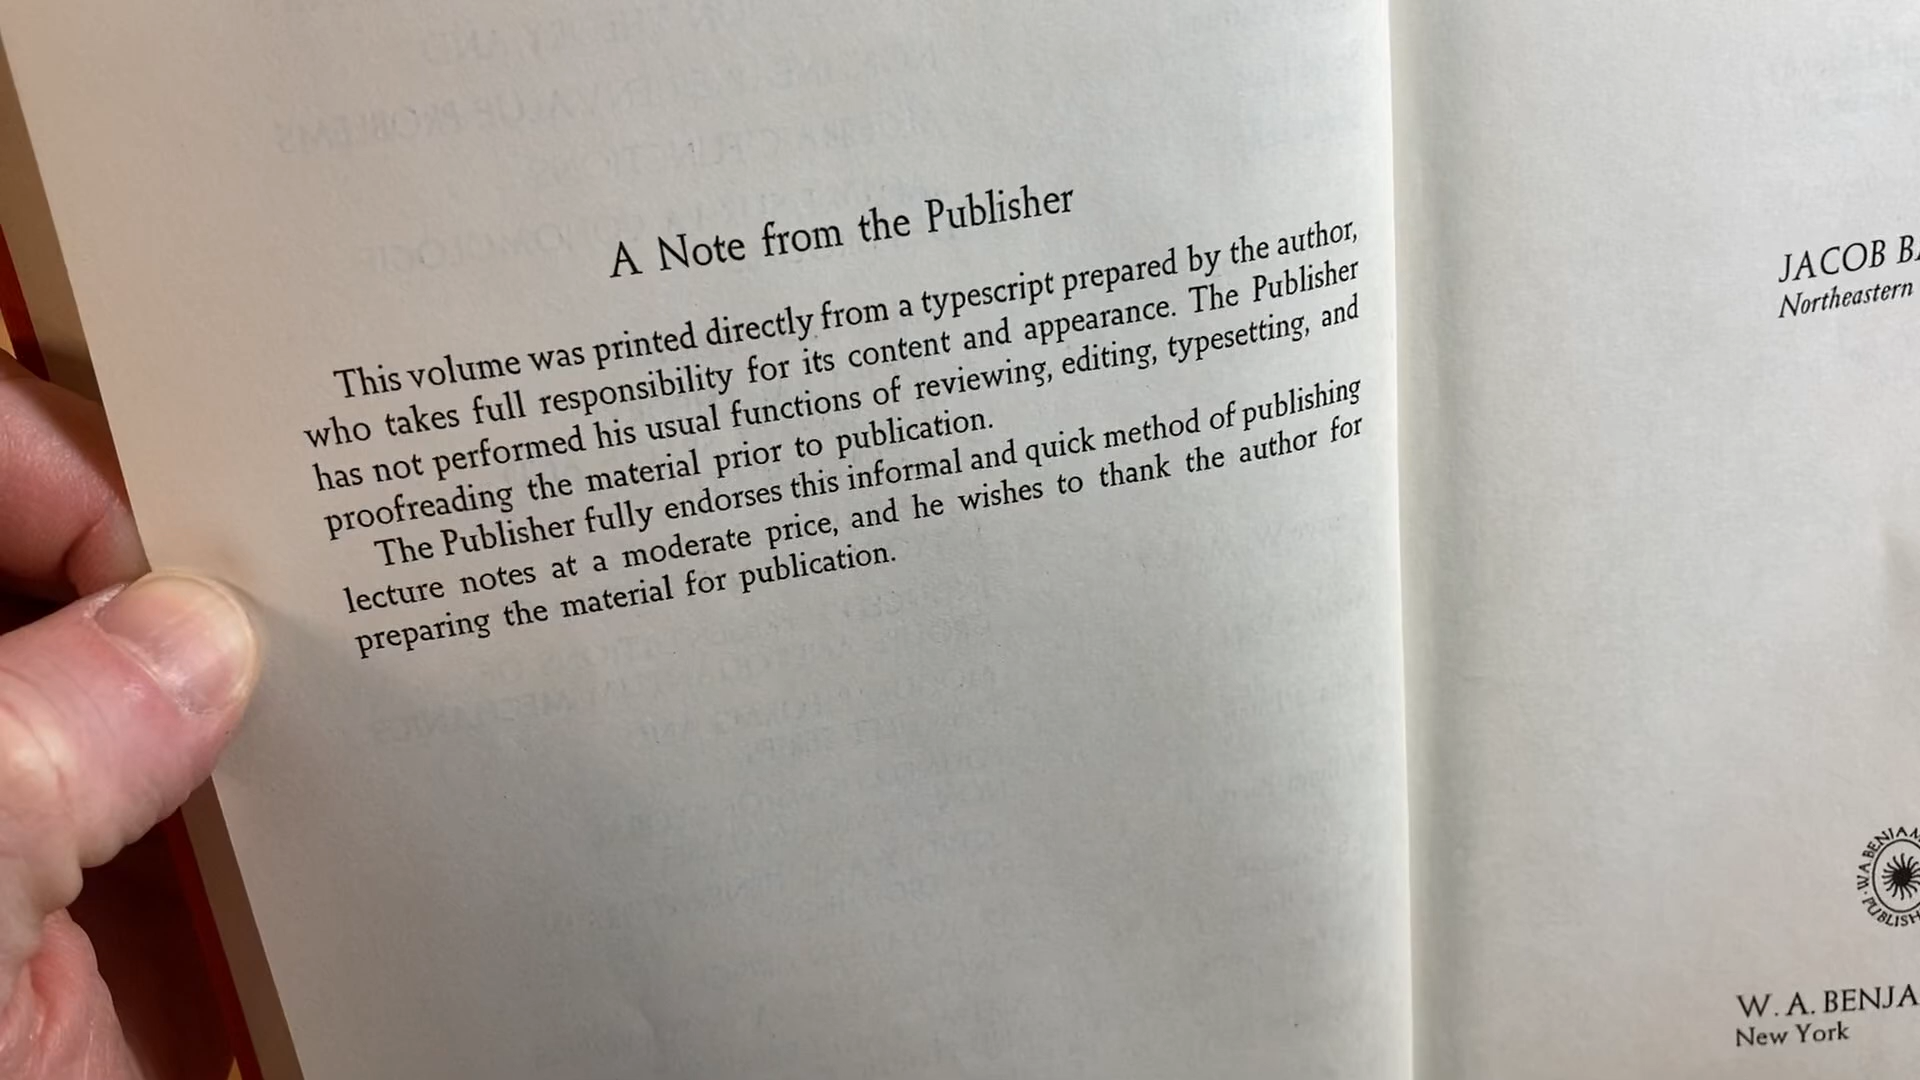 A Note from the Publisher
This volume was printed directly from a typescript prepared by the author,
who takes full responsibility for its content and appearance. The Publisher
has not performed his usual functions of reviewing, editing, typesetting, and
proofreading the material prior to publication.
The Publisher fully endorses this informal and quick method of publishing
lecture notes at a moderate price, and he wishes to thank the author for
preparing the material for publication.
JACOB
Northeastern
W. A.
New York